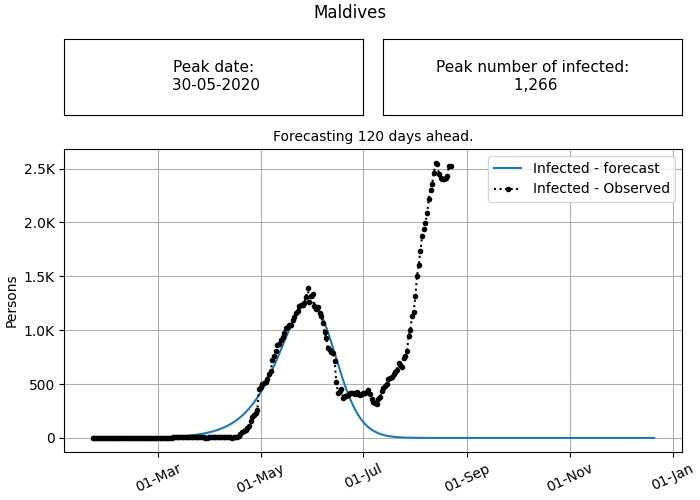 Maldives
Peak date:
30-05-2020
Peak number of infected:
1,266
Forecasting 120 days ahead.
Infected - forecast
Infected - Observed
Persons
2.5K
2.0K
1.5K
1.0K
500
0
01-Mar
01-May
01-Jul
01-Sep
01-Nov
01-Jan